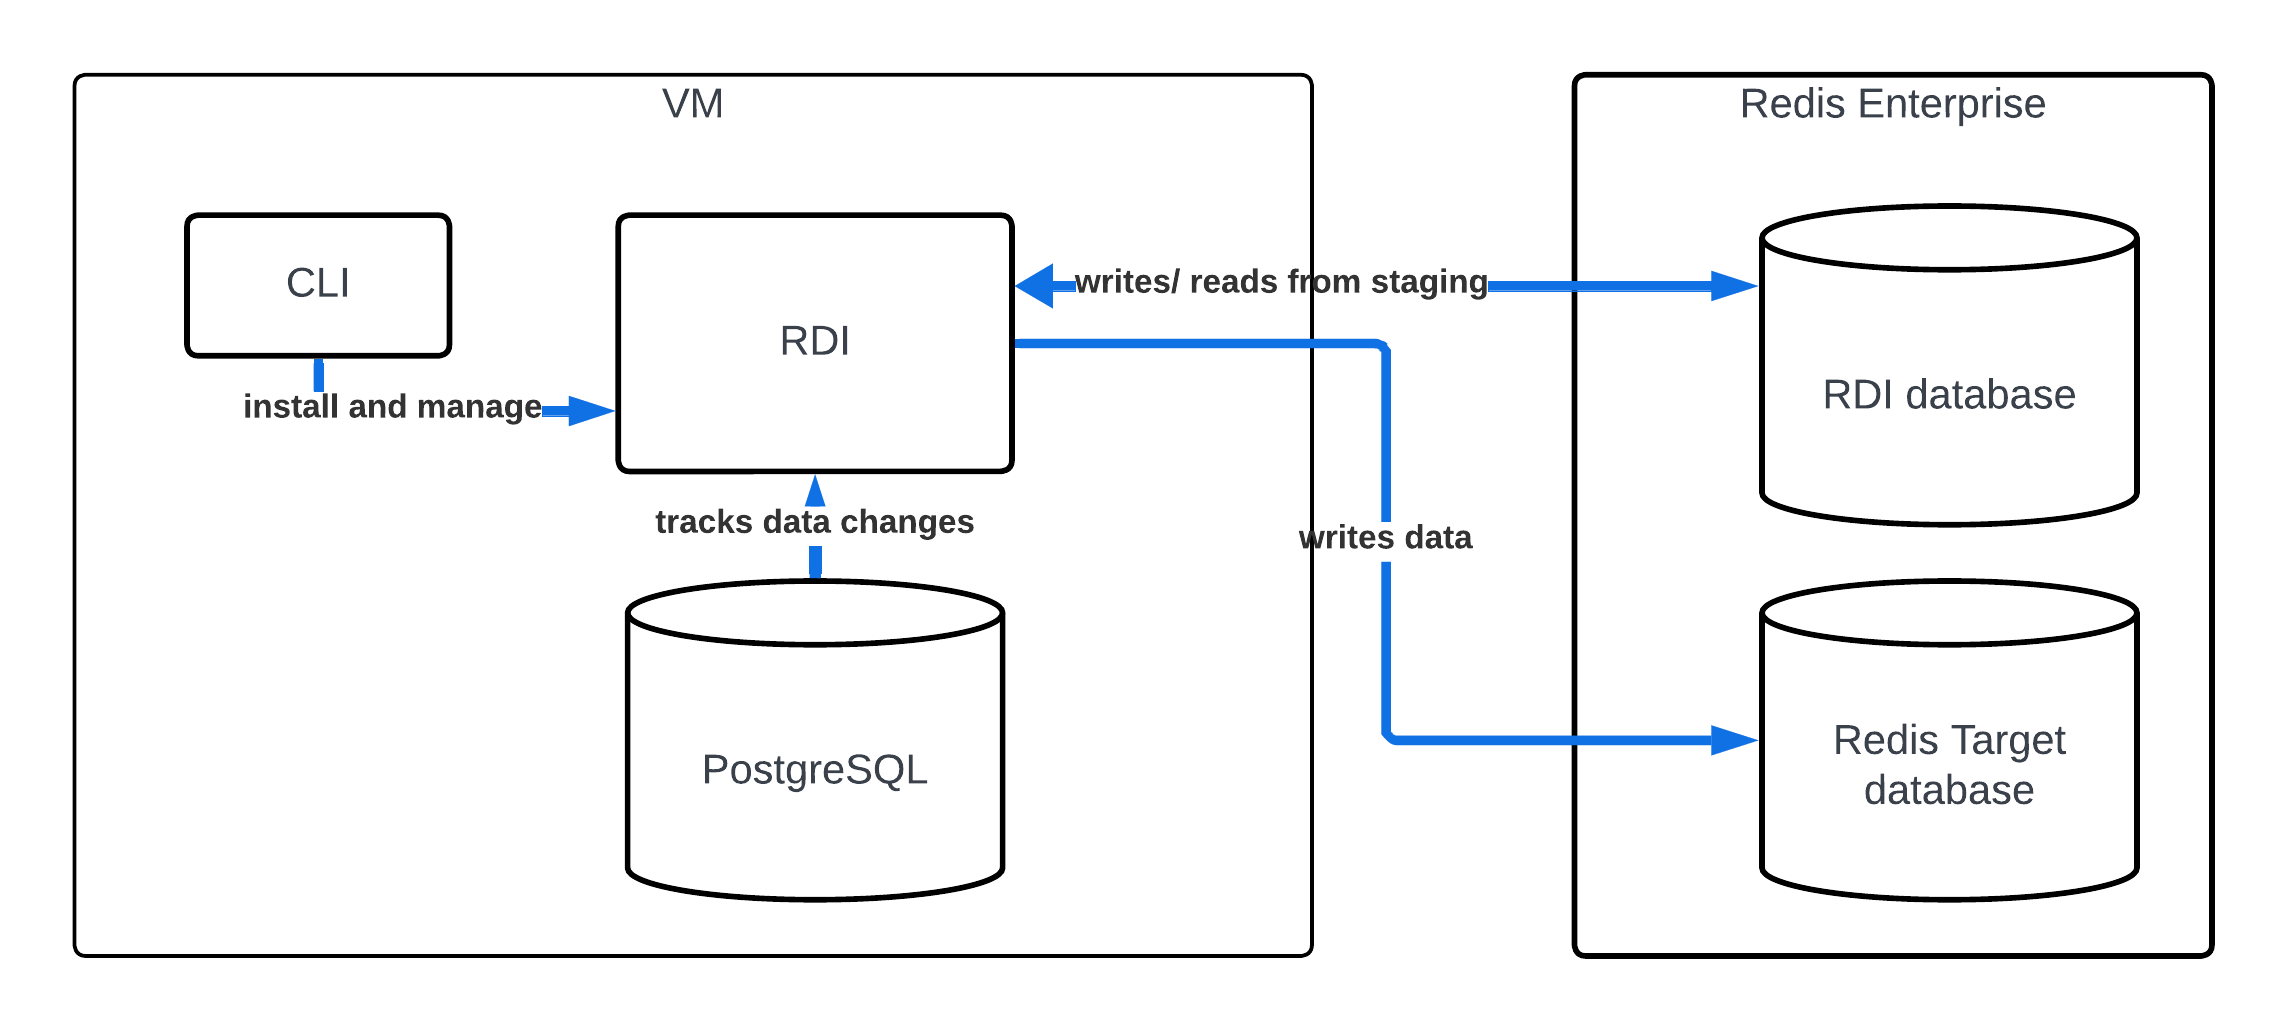 VM
Redis Enterprise
CLI
RDI
writes/ reads from staging
RDI database
install and manage
tracks data changes
writes data
PostgreSQL
Redis Target
database